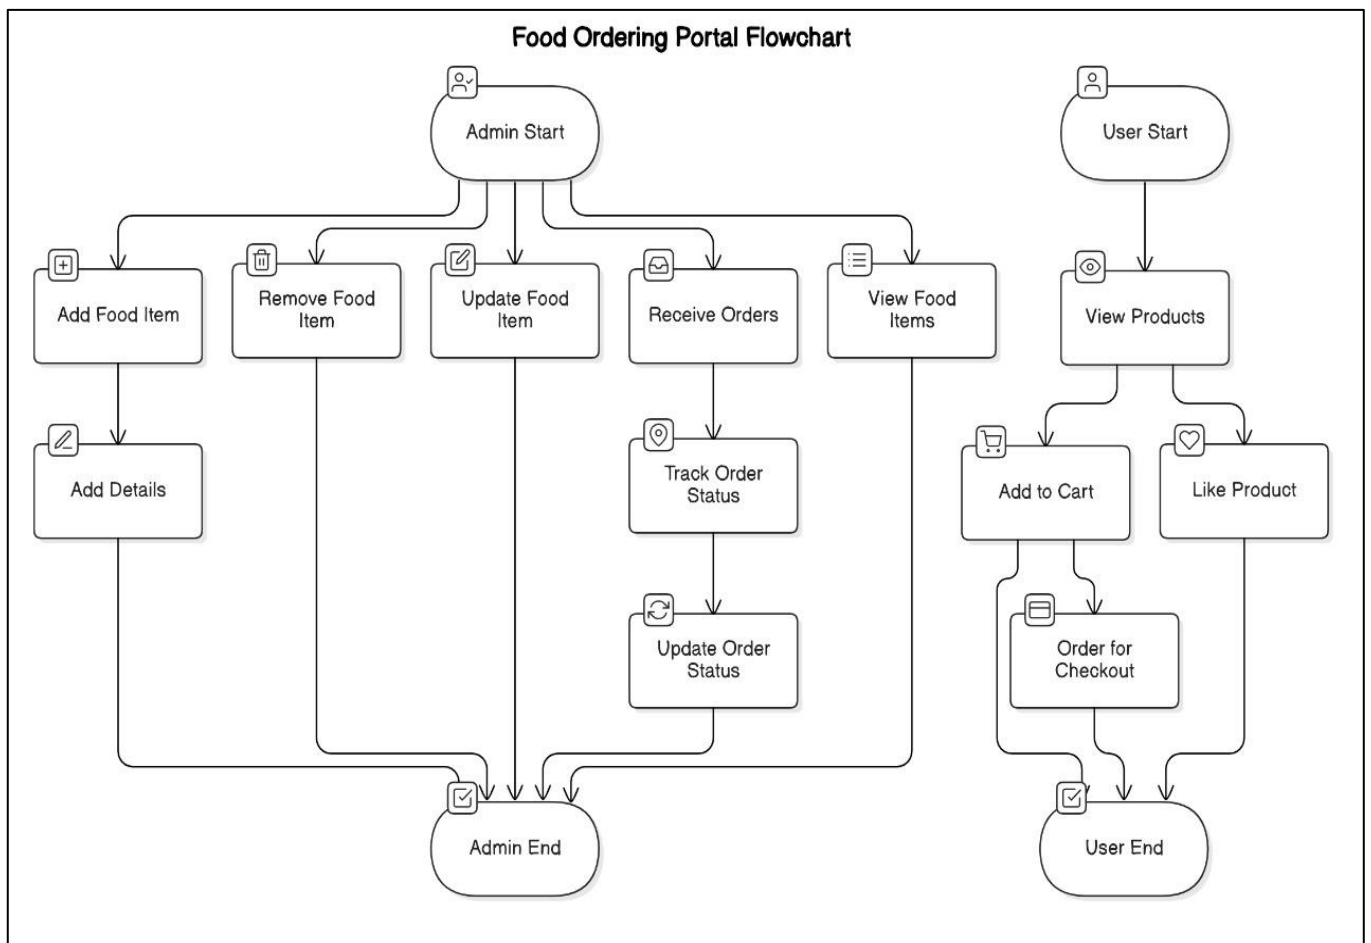 Food Ordering Portal Flowchart
Admin Start
User Start
Add Food Item
Remove Food
Item
Update Food
Item
Receive Orders
View Food
Items
View Products
Add Details
Track Order
Status
Add to Cart
Like Product
Update Order
Status
Order for
Checkout
Admin End
User End